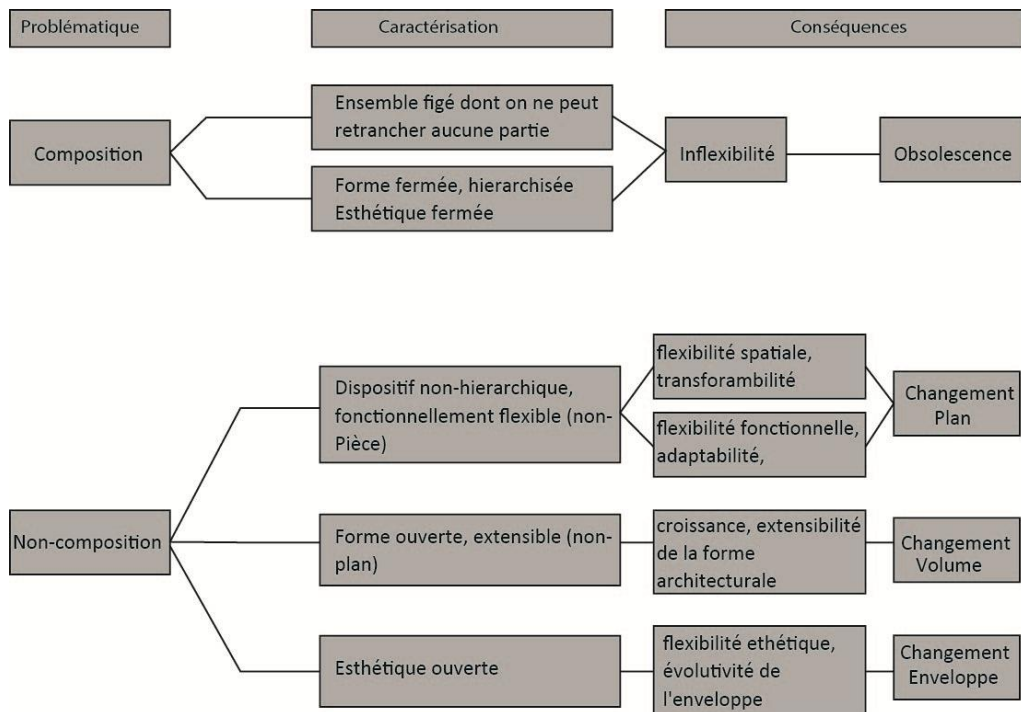 Problématique
Caractérisation
Conséquences
Composition
Ensemble figé dont on ne peut
retrancher aucune partie
Forme fermée, hierarchisée
Esthétique fermée
Inflexibilité
Obsolescence
Non-composition
Dispositif non-hierarchique,
fonctionnellement flexible (non-
Pièce)
flexibilité spatiale,
transforambilité
flexibilité fonctionnelle,
adaptabilité,
Changement
Plan
Forme ouverte, extensible (non-
plan)
croissance, extensibilité
de la forme
architecturale
Changement
Volume
Esthétique ouverte
flexibilité ethétique,
évolutivité de
l'enveloppe
Changement
Enveloppe